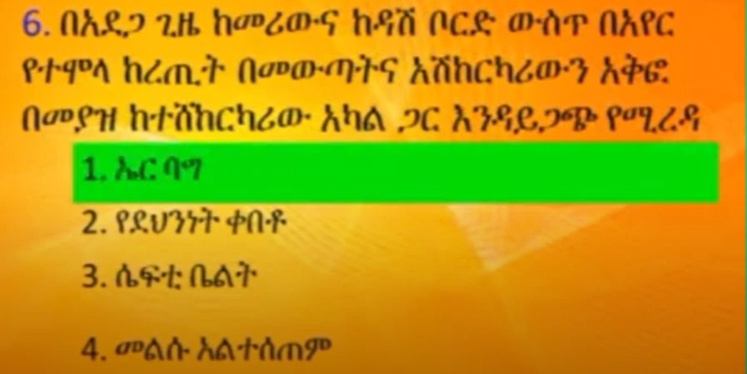 6. በአደጋ ጊዜ ከመሪውና ከዳሽ ቦርድ ውስጥ በአየር
የተሞላ ከረጢት በመውጣትና አሽከርካሪውን አቅፎ
በመያዝ ከተሽከርካሪው አካል ጋር እንዳይጋጭ የሚረዳ
1. ኤር ባግ
2. የደህንነት ቀበቶ
3. ሴፍቲ ቤልት
4. መልሱ አልተሰጠም